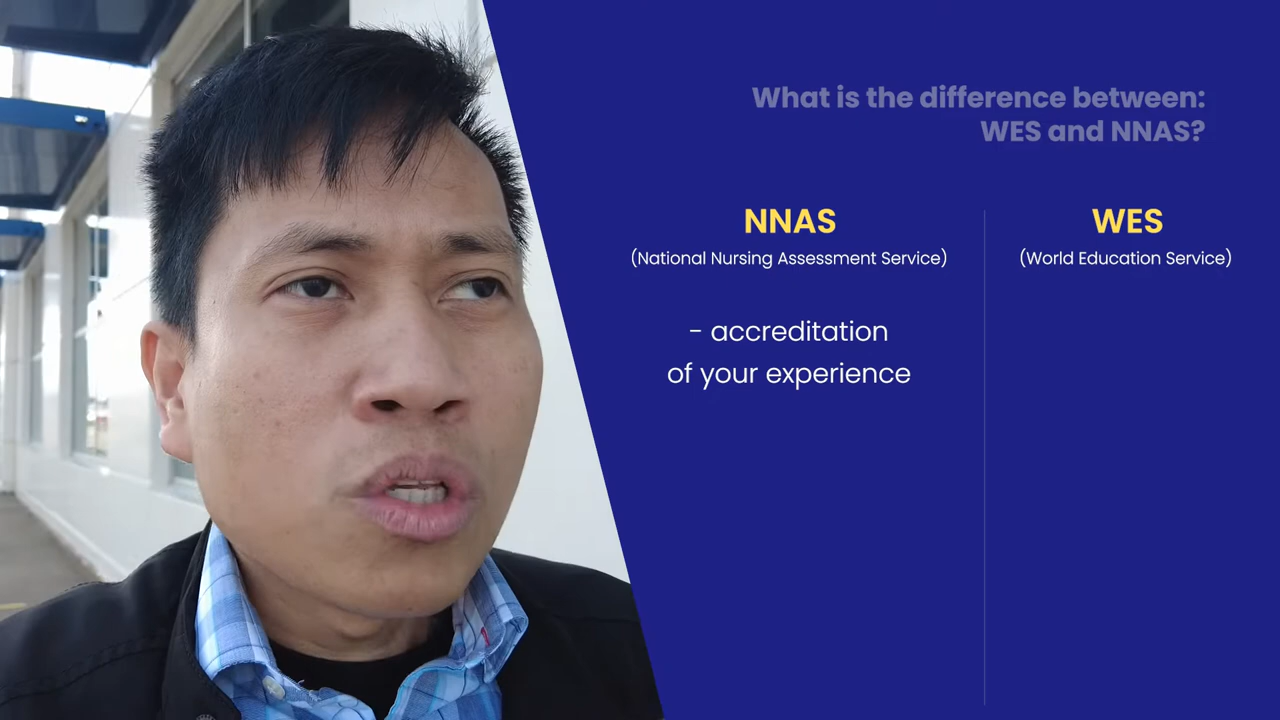 What is the difference between:
WES and NNAS?
NNAS
(National Nursing Assessment Service)
- accreditation
of your experience
WES
(World Education Service)